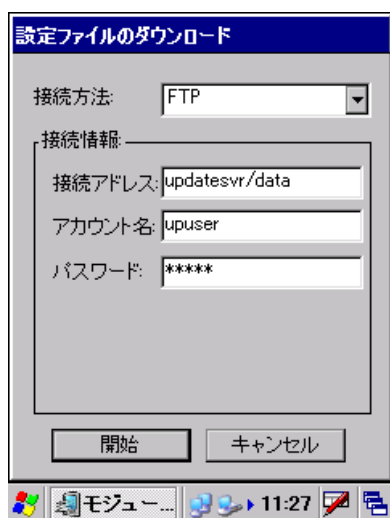 設定ファイルのダウンロード
接続方法: FTP
接続情報:
接続アドレス: updatesvr/data
アカウント名: upuser
パスワード: *****
開始 キャンセル
モジュー... 11:27